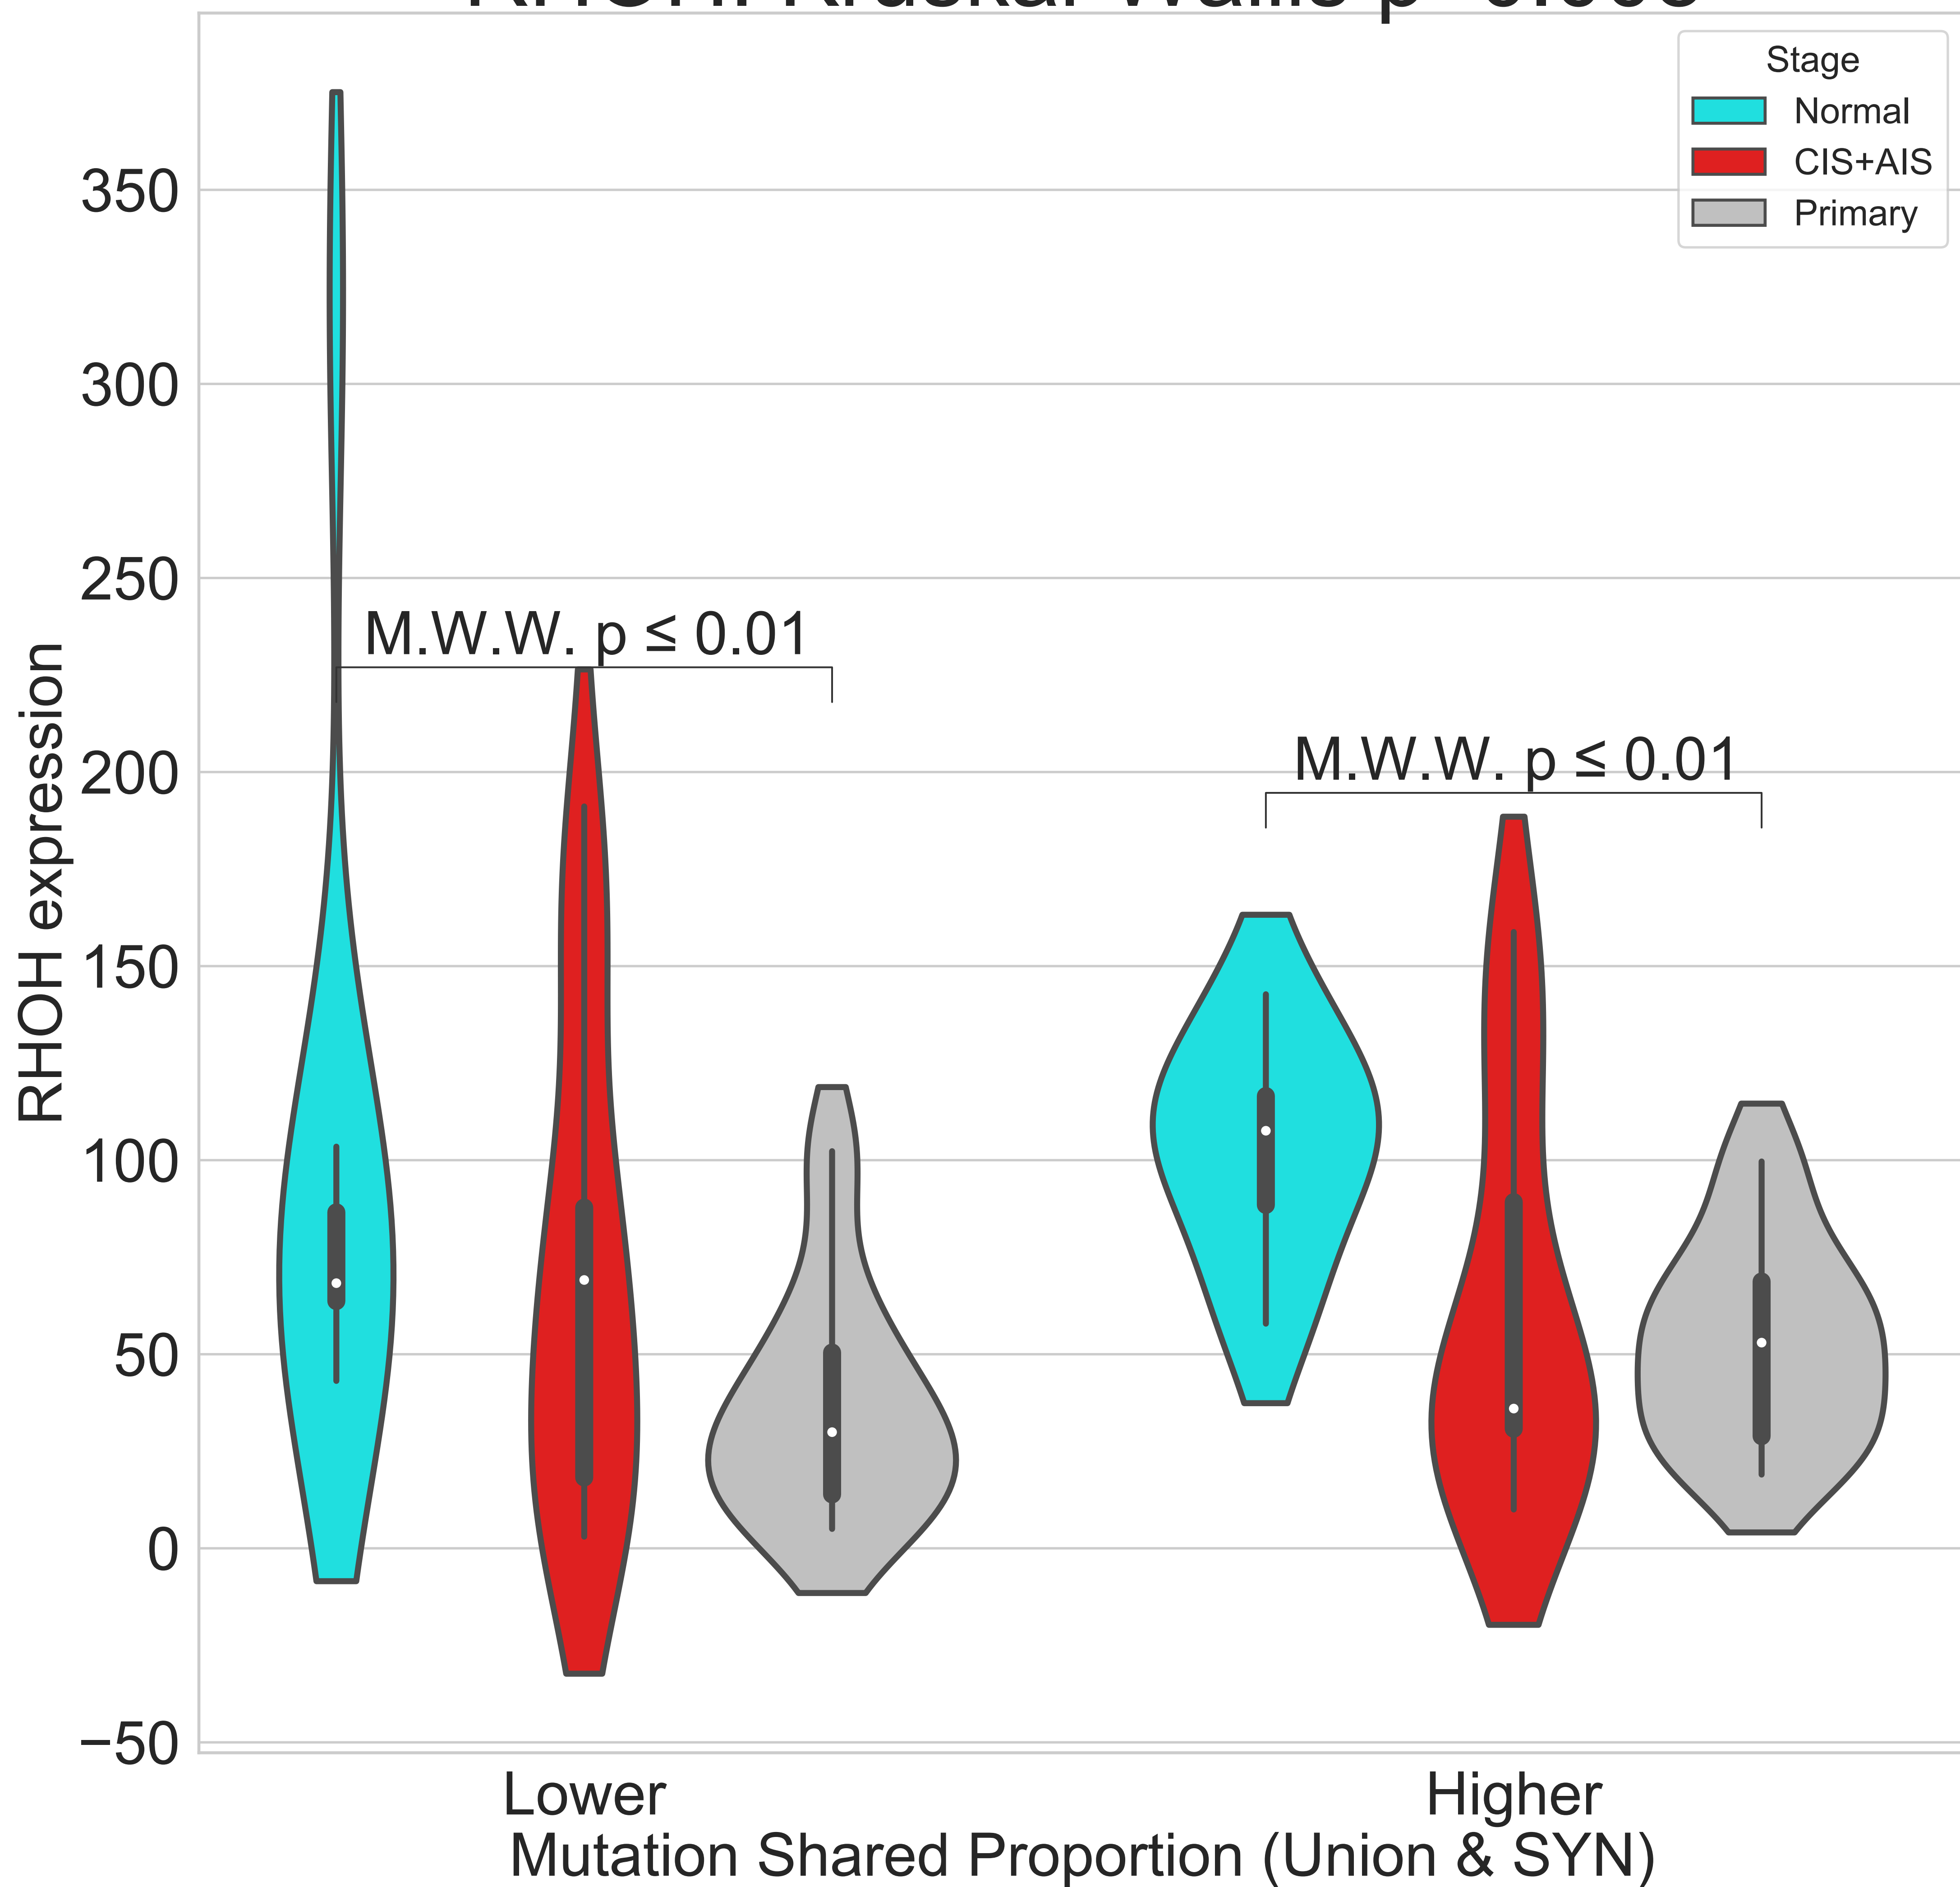 Stage
Normal
CIS+AIS
Primary
350
300
250
200
150
100
50
0
−50
RHOH expression
M.W.W. p ≤ 0.01
M.W.W. p ≤ 0.01
Lower
Higher
Mutation Shared Proportion (Union & SYN)